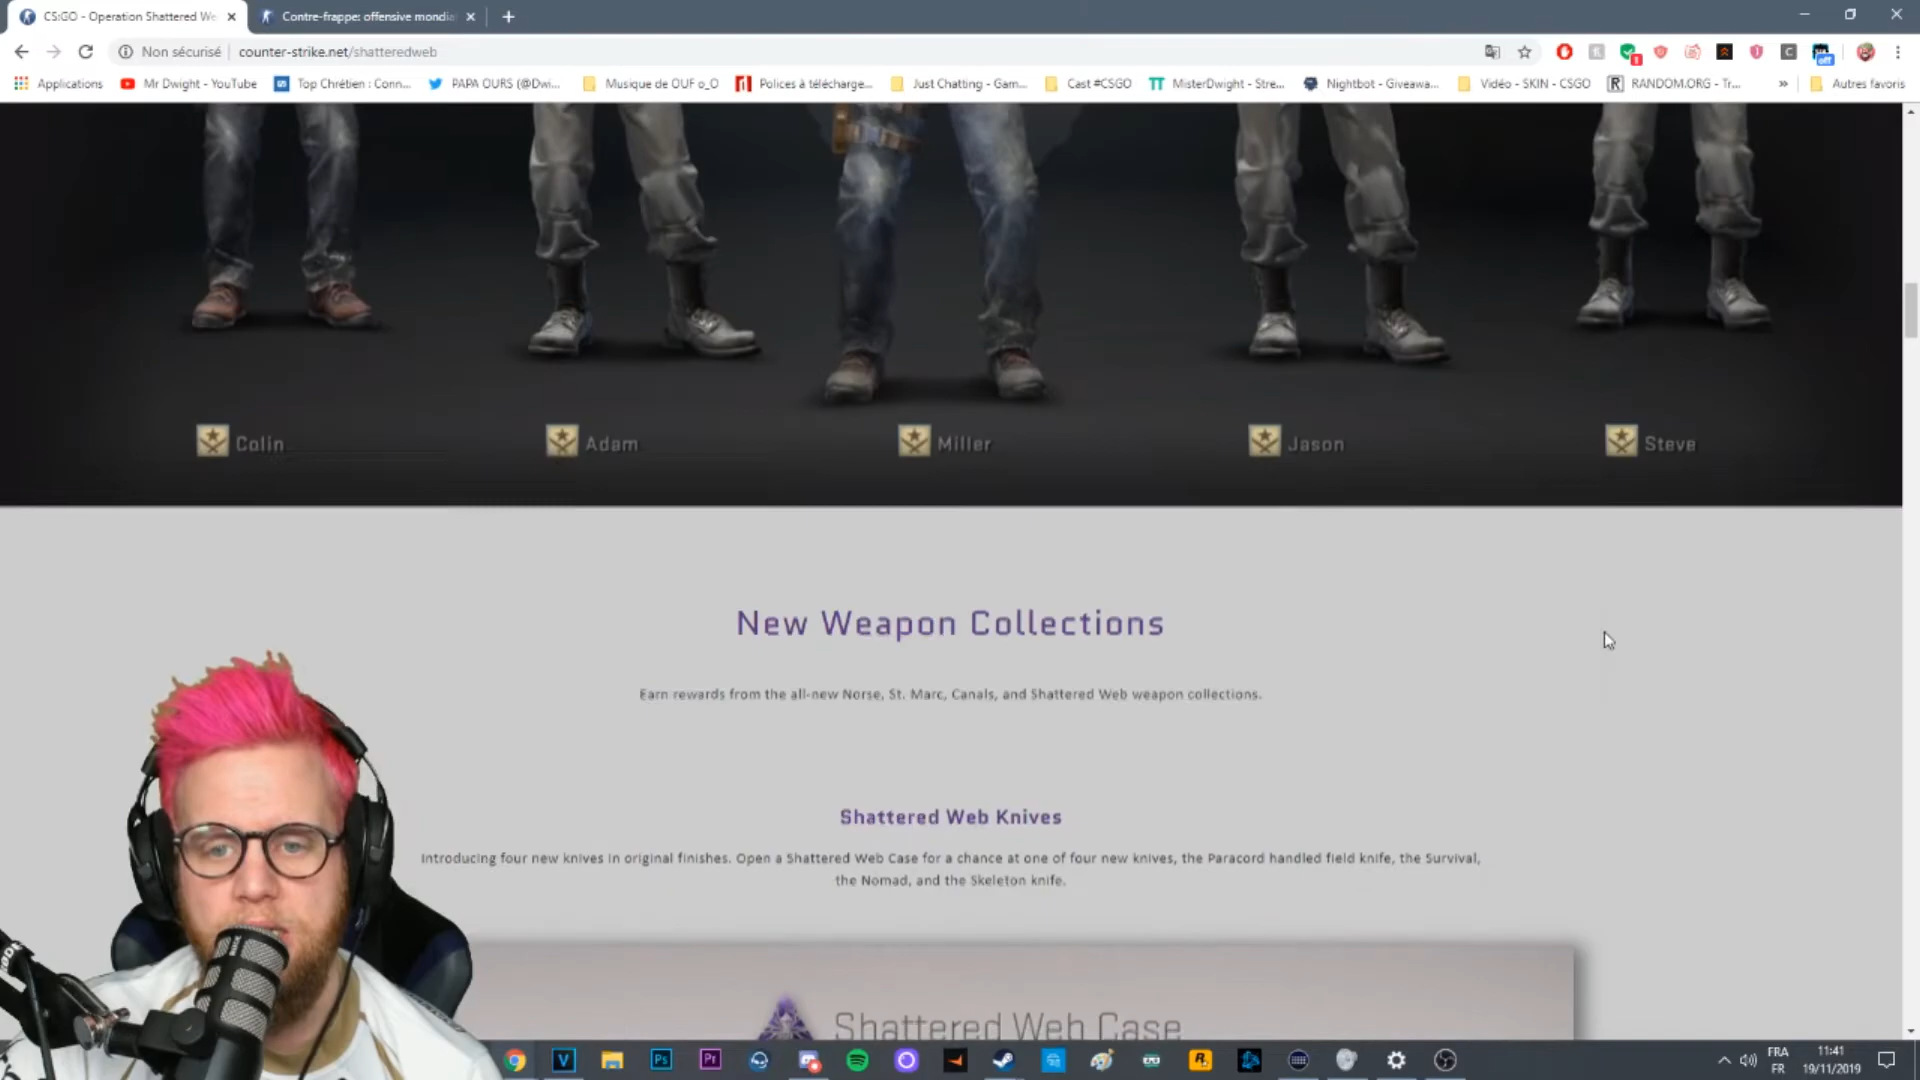 CS:GO - Operation Shattered We
Contre-frappe: offensive mondia
Non sécurisé
counter-strike.net/shatteredweb
Applications
Mr Dwight - YouTube
Top Chrétien : Conn...
PAPA OURS (@Dwi...
Musique de OUF o_O
Polices à télécharge...
Just Chatting - Gam...
Cast #CSGO
MisterDwight - Stre...
Nightbot - Giveawa...
Vidéo - SKIN - CSGO
RANDOM.ORG - Tr...
Autres favoris
Colin
Adam
Miller
Jason
Steve
New Weapon Collections
Earn rewards from the all-new Norse, St. Marc, Canals, and Shattered Web weapon collections.
Shattered Web Knives
Introducing four new knives in original finishes. Open a Shattered Web Case for a chance at one of four new knives, the Paracord handled field knife, the Survival,
the Nomad, and the Skeleton knife.
Shattered Web Case
FRA
FR
11:41
19/11/2019